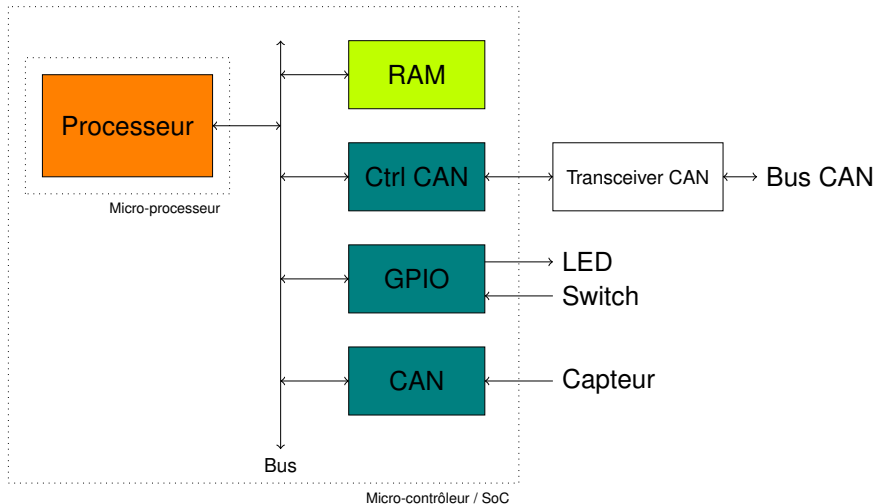 RAM
Processeur
Micro-processeur
Ctrl CAN
Transceiver CAN
Bus CAN
GPIO
LED
Switch
CAN
Capteur
Bus
Micro-contrôleur / SoC